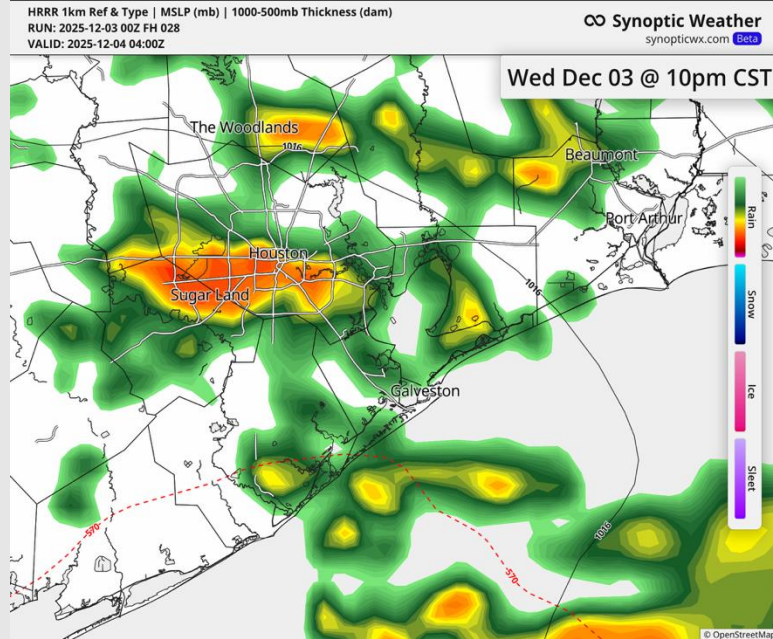 HRRR 1km Ref & Type | MSLP (mb) | 1000-500mb Thickness (dam)
RUN: 2025-12-03 00Z FH 028
VALID: 2025-12-04 04:00Z
Synoptic Weather
synopticwx.com Beta
Wed Dec 03 @ 10pm CST
The Woodlands
1016
Beaumont
Port Arthur
Houston
Sugar Land
1016
Galveston
570
570
1016
Rain
Snow
Ice
Sleet
© OpenStreetMap